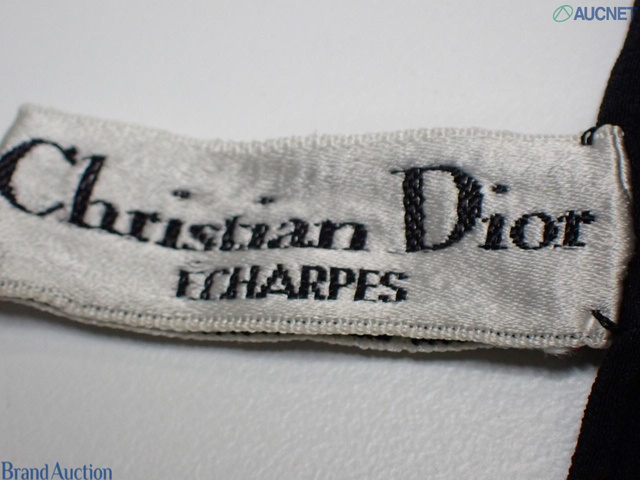 AUCNET
Christian Dior
ECHARPES
Brand Auction